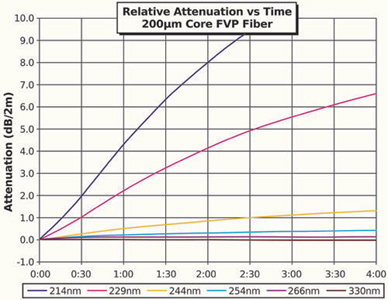 Relative Attenuation vs Time
200µm Core FVP Fiber
Attenuation (dB/2m)
10.0
9.0
8.0
7.0
6.0
5.0
4.0
3.0
2.0
1.0
0.0
-1.0
0:00 0:30 1:00 1:30 2:00 2:30 3:00 3:30 4:00
214nm 229nm 244nm 254nm 266nm 330nm